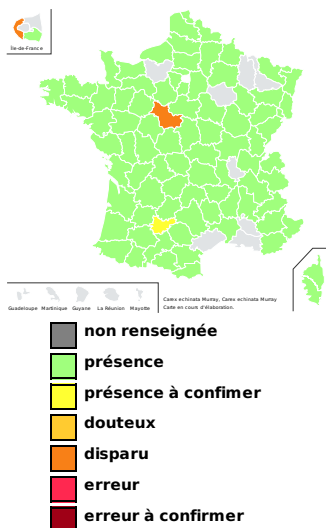 Île-de-France
Guadeloupe Martinique Guyane La Réunion Mayotte
Carex echinata Murray, Carex echinata Murray
Carte en cours d'élaboration.
non renseignée
présence
présence à confimer
douteux
disparu
erreur
erreur à confirmer